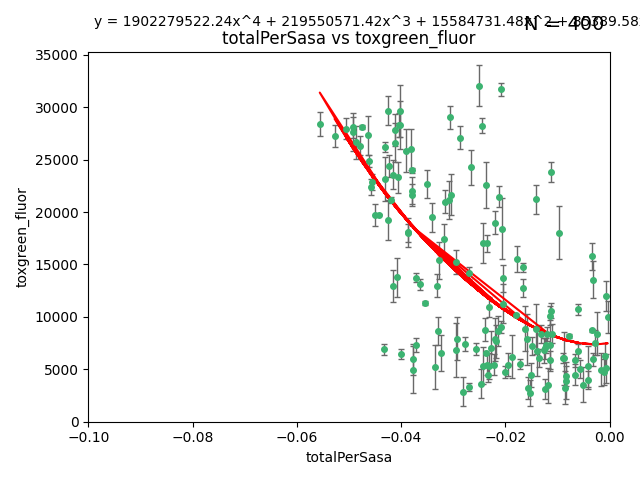 y = 1902279522.24x^4 + 219550571.42x^3 + 15584731.48x^2 +
N = 400
totalPerSasa vs toxgreen_fluor
35000
30000
25000
20000
15000
10000
5000
0
toxgreen_fluor
−0.10 −0.08 −0.06 −0.04 −0.02 0.00
totalPerSasa